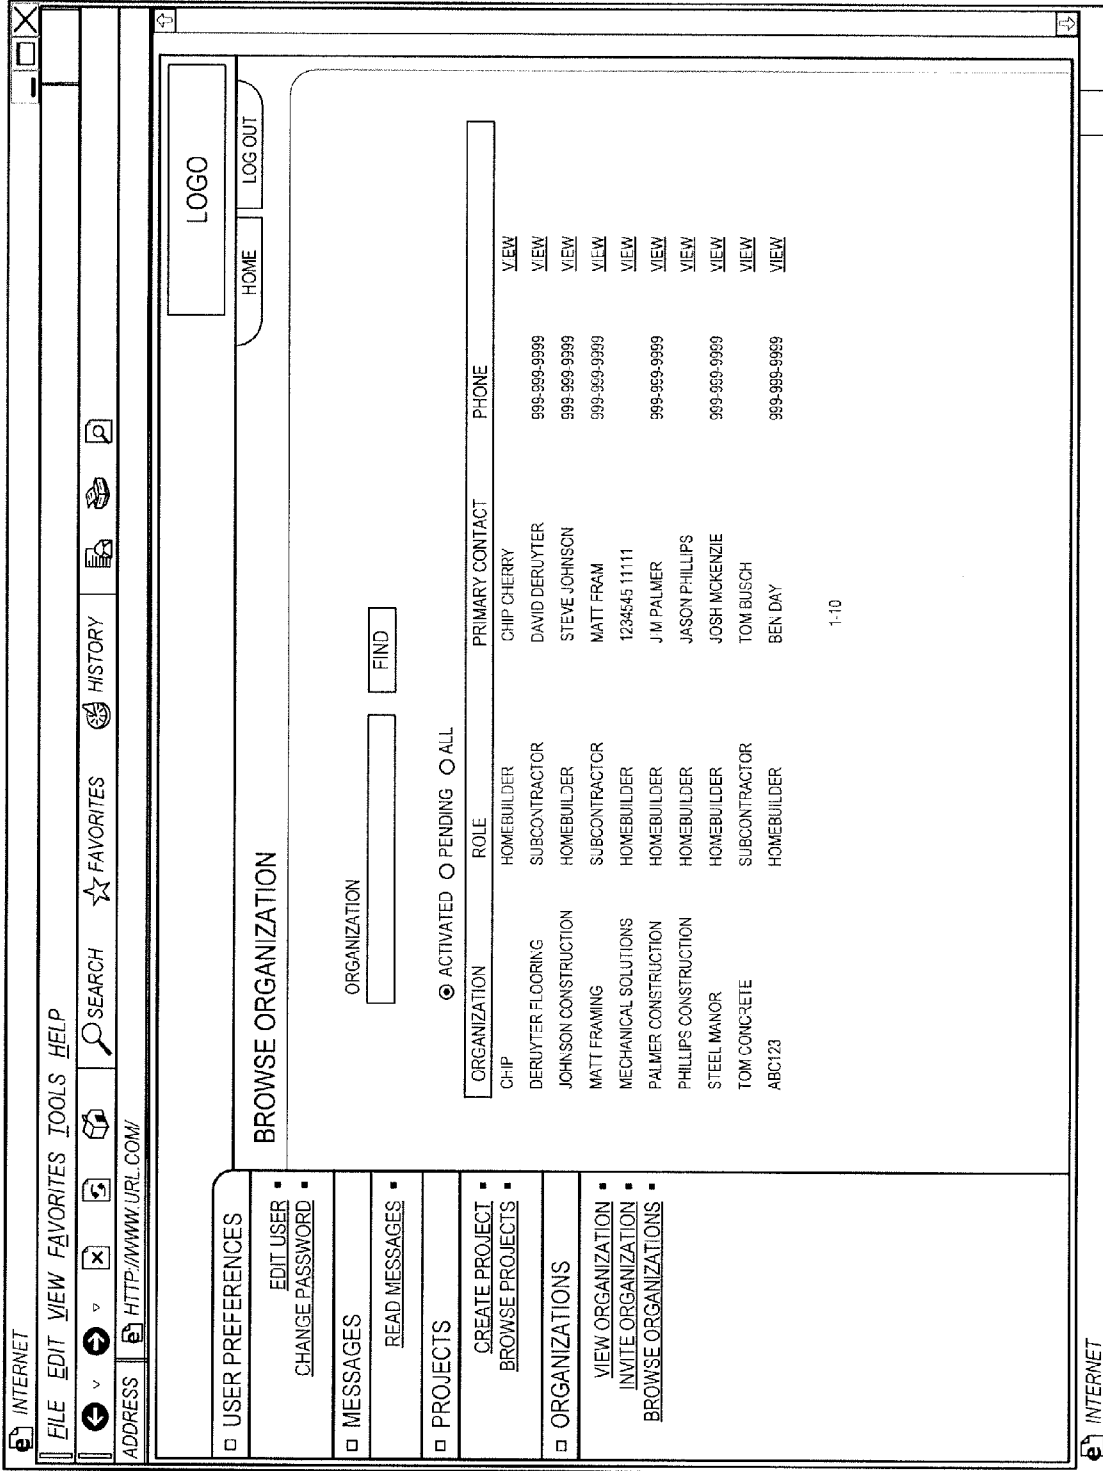 INTERNET
FILE EDIT VIEW FAVORITES TOOLS HELP
SEARCH FAVORITES HISTORY
ADDRESS HTTP://WWW.URL.COM/
LOGO
HOME LOG OUT
USER PREFERENCES
EDIT USER
CHANGE PASSWORD
MESSAGES
READ MESSAGES
PROJECTS
CREATE PROJECT
BROWSE PROJECTS
ORGANIZATIONS
VIEW ORGANIZATION
INVITE ORGANIZATION
BROWSE ORGANIZATIONS
BROWSE ORGANIZATION
ORGANIZATION
FIND
ACTIVATED PENDING ALL
ORGANIZATION ROLE PRIMARY CONTACT PHONE
CHIP HOMEBUILDER CHIP CHERRY VIEW
DERUYTER FLOORING SUBCONTRACTOR DAVID DERUYTER 999-999-9999 VIEW
JOHNSON CONSTRUCTION HOMEBUILDER STEVE JOHNSON 999-999-9999 VIEW
MATT FRAMING SUBCONTRACTOR MATT FRAM 999-999-9999 VIEW
MECHANICAL SOLUTIONS HOMEBUILDER 1234545 11111 VIEW
PALMER CONSTRUCTION HOMEBUILDER JIM PALMER 999-999-9999 VIEW
PHILLIPS CONSTRUCTION HOMEBUILDER JASON PHILLIPS VIEW
STEEL MANOR HOMEBUILDER JOSH MCKENZIE 999-999-9999 VIEW
TOM CONCRETE SUBCONTRACTOR TOM BUSCH VIEW
ABC123 HOMEBUILDER BEN DAY 999-999-9999 VIEW
1-10
INTERNET